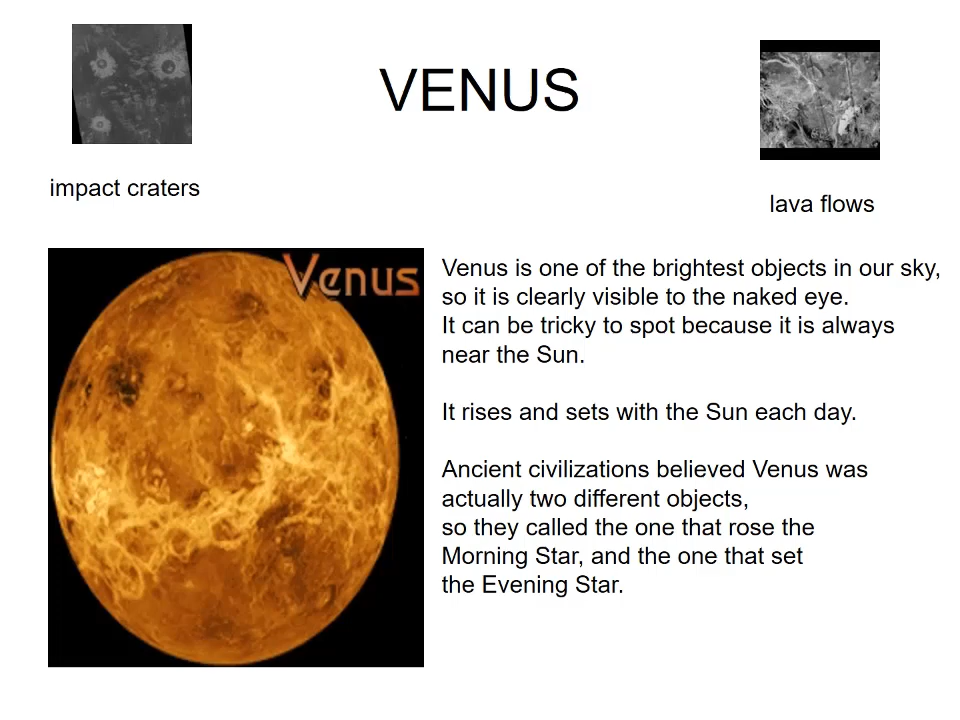 VENUS
impact craters
lava flows
Venus
Venus is one of the brightest objects in our sky,
so it is clearly visible to the naked eye.
It can be tricky to spot because it is always
near the Sun.
It rises and sets with the Sun each day.
Ancient civilizations believed Venus was
actually two different objects,
so they called the one that rose the
Morning Star, and the one that set
the Evening Star.